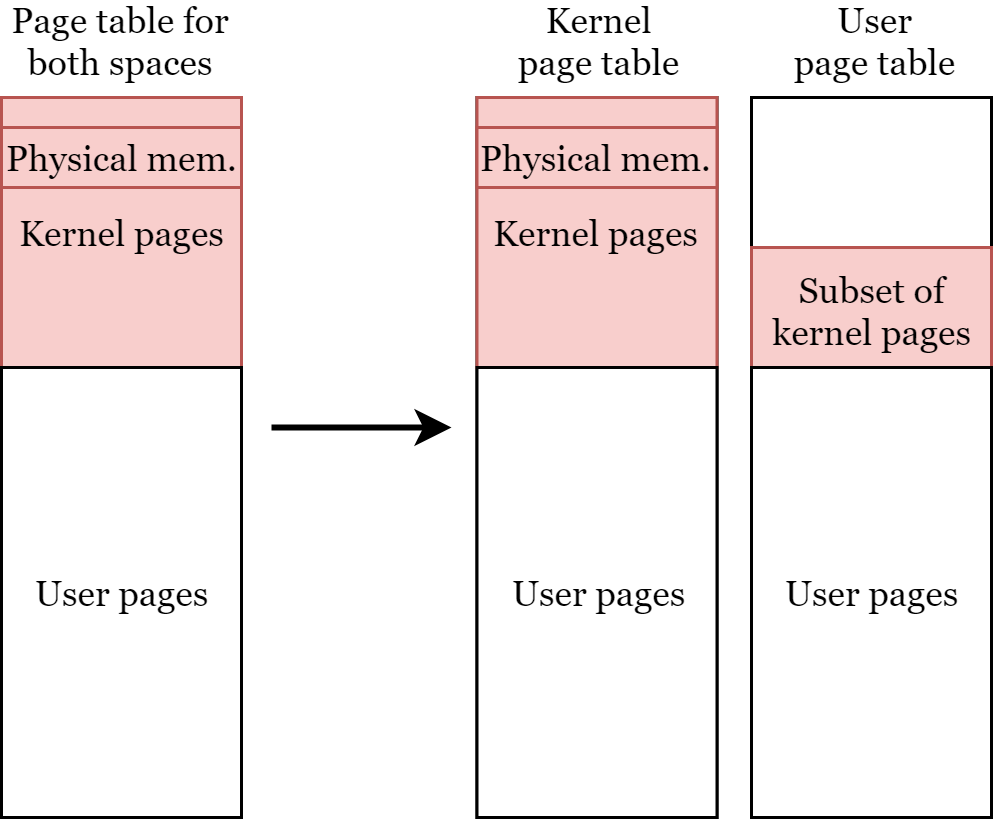 Page table for
both spaces
Physical mem.
Kernel pages
User pages
Kernel
page table
Physical mem.
Kernel pages
User pages
User
page table
Subset of
kernel pages
User pages